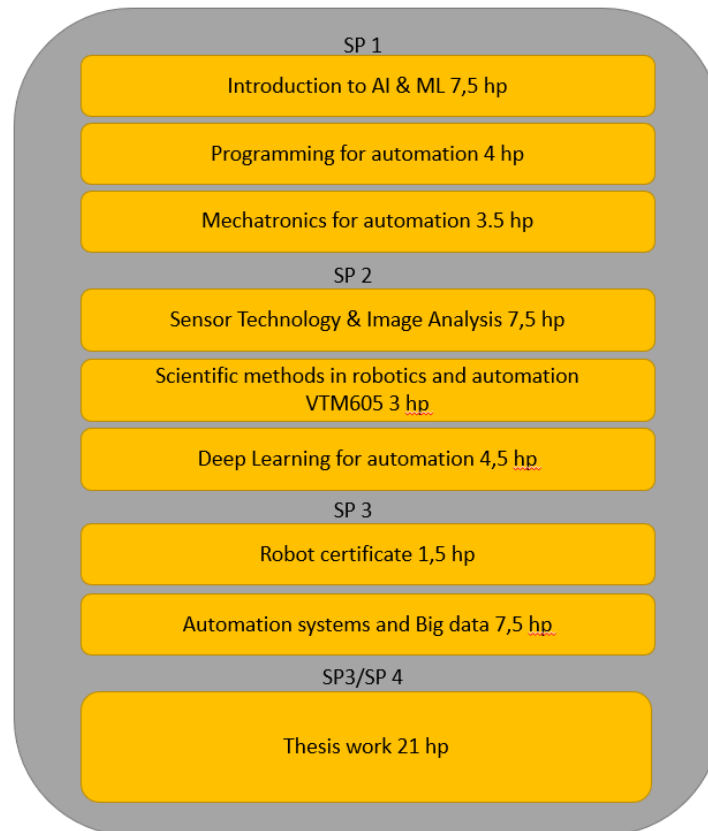 SP 1
Introduction to AI & ML 7,5 hp
Programming for automation 4 hp
Mechatronics for automation 3.5 hp
SP 2
Sensor Technology & Image Analysis 7,5 hp
Scientific methods in robotics and automation
VTM605 3 hp
Deep Learning for automation 4,5 hp
SP 3
Robot certificate 1,5 hp
Automation systems and Big data 7,5 hp
SP3/SP 4
Thesis work 21 hp